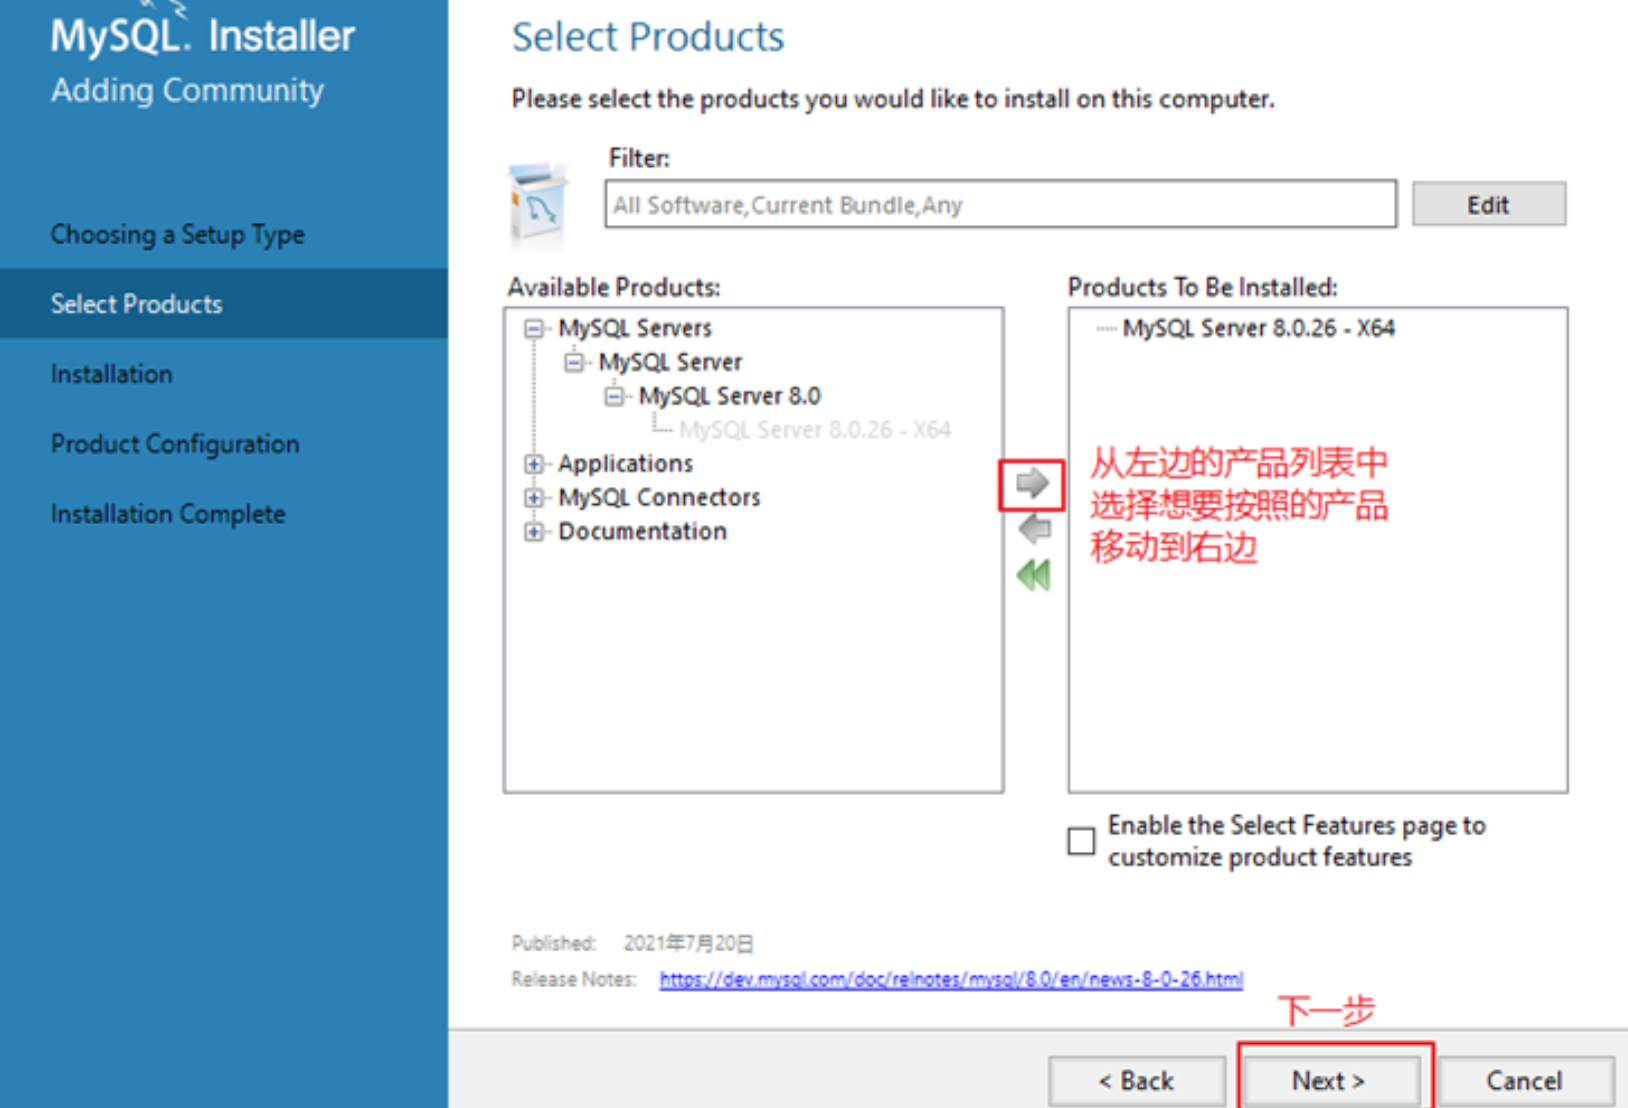 MySQL. Installer
Adding Community
Choosing a Setup Type
Select Products
Installation
Product Configuration
Installation Complete
Select Products
Please select the products you would like to install on this computer.
Filter:
All Software,Current Bundle,Any
Edit
Available Products:
MySQL Servers
MySQL Server
MySQL Server 8.0
MySQL Server 8.0.26 - X64
Applications
MySQL Connectors
Documentation
Products To Be Installed:
MySQL Server 8.0.26 - X64
从左边的产品列表中
选择想要按照的产品
移动到右边
Enable the Select Features page to
customize product features
Published: 2021年7月20日
Release Notes: https://dev.mysql.com/doc/relnotes/mysql/8.0/en/news-8-0-26.html
下一步
< Back
Next >
Cancel